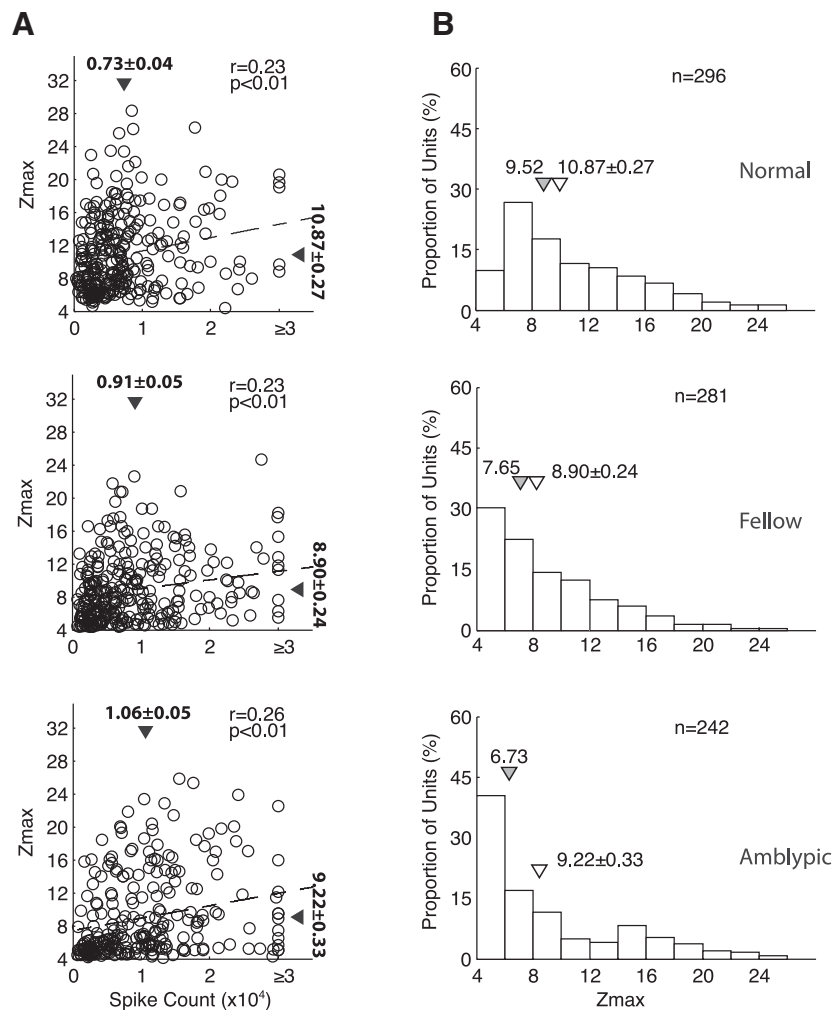 A
B
0.73±0.04
r=0.23
p<0.01
32
28
24
20
16
12
8
4
Zmax
10.87±0.27
0 1 2 ≥3
60
45
30
15
0
Proportion of Units (%)
n=296
9.52 10.87±0.27
Normal
4 8 12 16 20 24
0.91±0.05
r=0.23
p<0.01
32
28
24
20
16
12
8
4
Zmax
8.90±0.24
0 1 2 ≥3
60
45
30
15
0
Proportion of Units (%)
n=281
7.65 8.90±0.24
Fellow
4 8 12 16 20 24
1.06±0.05
r=0.26
p<0.01
32
28
24
20
16
12
8
4
Zmax
9.22±0.33
0 1 2 ≥3
Spike Count (x10⁴)
60
45
30
15
0
Proportion of Units (%)
n=242
6.73
9.22±0.33
Amblypic
4 8 12 16 20 24
Zmax